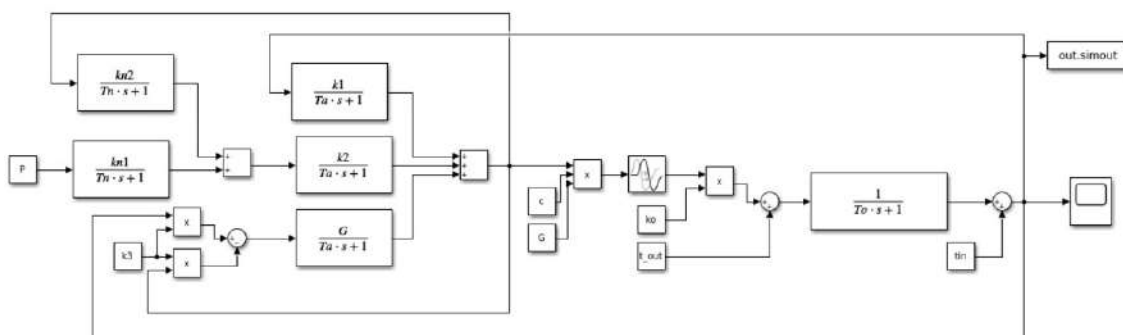 kn2
Tn · s + 1
k1
Ta · s + 1
out.simout
P
kn1
Tn · s + 1
+
+
k2
Ta · s + 1
+
+
+
x
c
G
x
ko
t_out
1
To · s + 1
tin
k3
x
x
G
Ta · s + 1